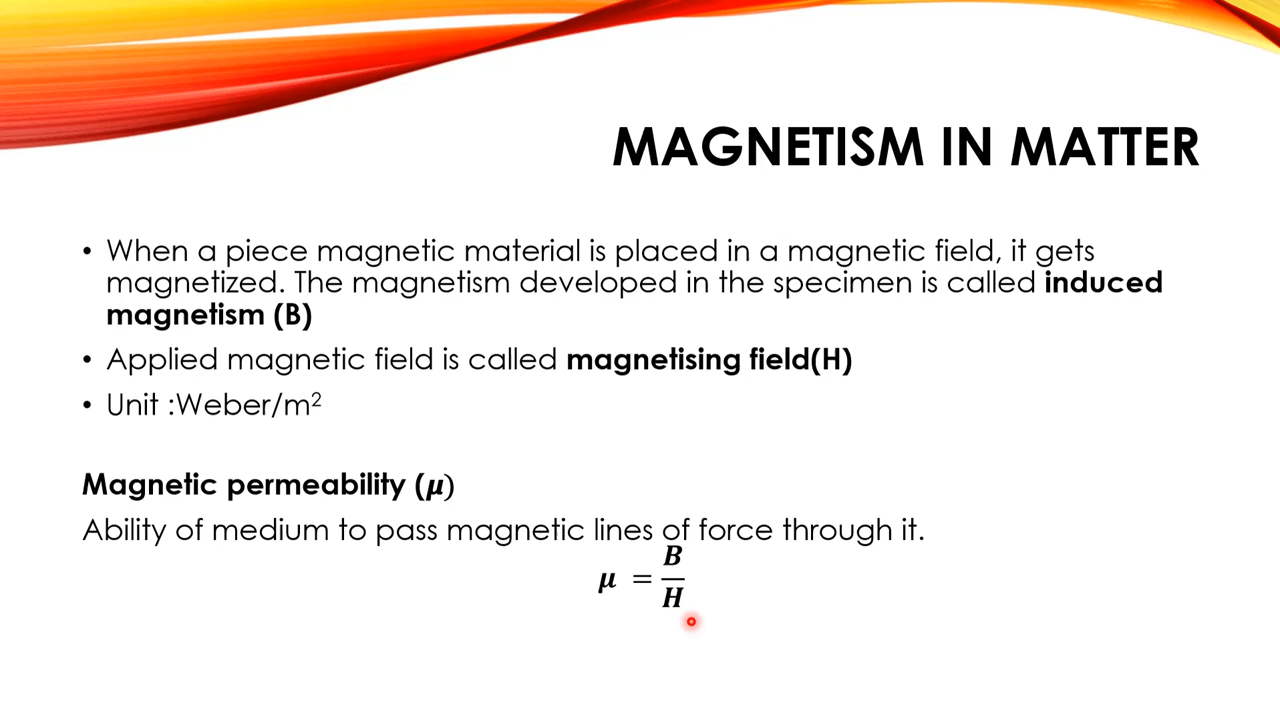 MAGNETISM IN MATTER
• When a piece magnetic material is placed in a magnetic field, it gets
magnetized. The magnetism developed in the specimen is called induced
magnetism (B)
• Applied magnetic field is called magnetising field(H)
• Unit :Weber/m²
Magnetic permeability (μ)
Ability of medium to pass magnetic lines of force through it.
μ = B/H